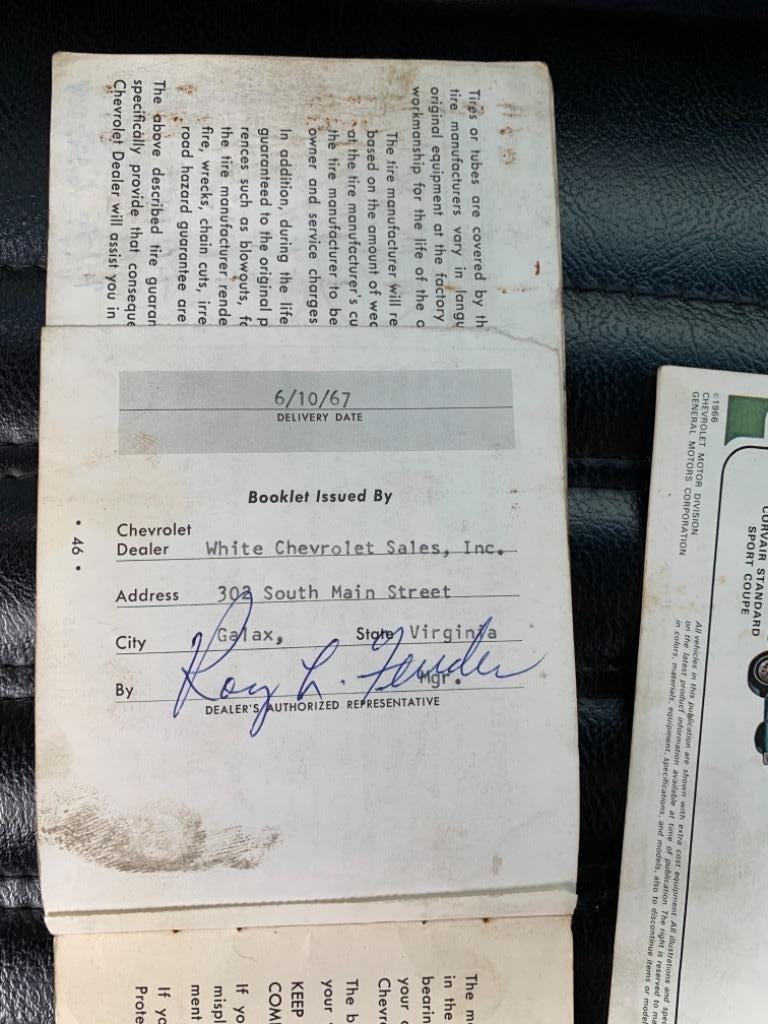 Tires or tubes are covered by th
tire manufacturers vary in langu
original equipment at the factory
workmanship for the life of the o
The tire manufacturer will re
based on the amount of wea
at the tire manufacturer's cu
the tire manufacturer to be
owner and service charges
In addition, during the life
guaranteed to the original p
rences such as blowouts, fa
the tire manufacturer rende
fire, wrecks, chain cuts, irre
road hazard guarantee are
The above described tire guaran
specifically provide that conseque
Chevrolet Dealer will assist you in
6/10/67
DELIVERY DATE
Booklet Issued By
Chevrolet
Dealer White Chevrolet Sales, Inc.
Address 302 South Main Street
City Galax, State Virginia
By Roy L. Fender Mgr.
DEALER'S AUTHORIZED REPRESENTATIVE
• 46 •
The mo
in the
bearin
your c
Chevr
The b
your
KEEP
COM
If yo
mispl
ment
If yo
Prote
©1966
CHEVROLET MOTOR DIVISION
GENERAL MOTORS CORPORATION
CORVAIR STANDARD
SPORT COUPE
All vehicles in this publication are shown with extra cost equipment. All illustrations and spec
on the latest product information available at time of publication. The right is reserved to ma
in colors, materials, equipment, specifications, and models, also to discontinue items or model